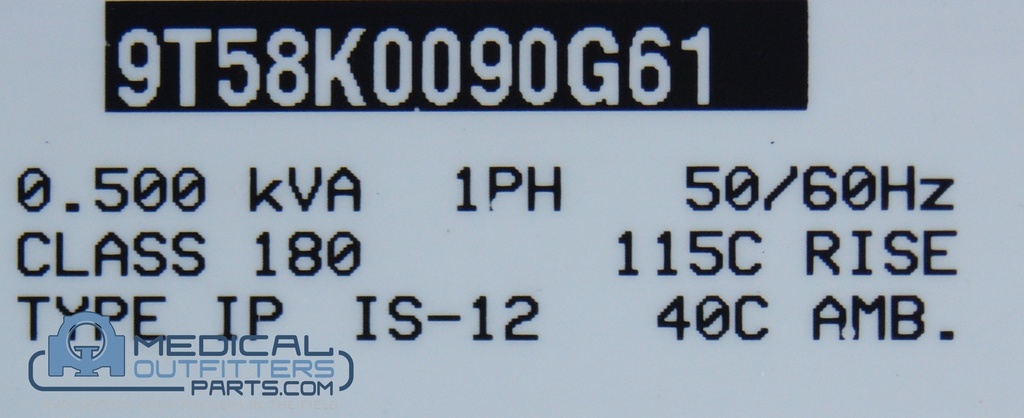 9T58K0090G61
0.500 kVA 1PH 50/60Hz
CLASS 180 115C RISE
TYPE IP IS-12 40C AMB.
MEDICAL
OUTFITTERS
PARTS.COM